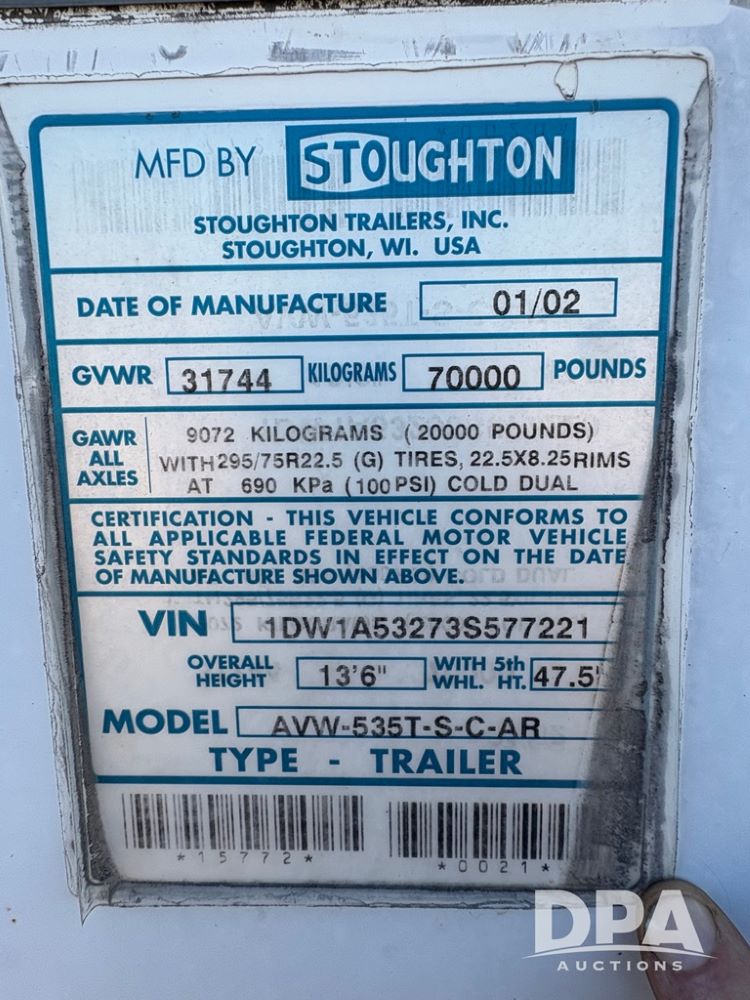 MFD BY STOUGHTON
STOUGHTON TRAILERS, INC.
STOUGHTON, WI. USA
DATE OF MANUFACTURE 01/02
GVWR 31744 KILOGRAMS 70000 POUNDS
GAWR ALL AXLES
9072 KILOGRAMS (20000 POUNDS)
WITH 295/75R22.5 (G) TIRES, 22.5X8.25 RIMS
AT 690 KPa (100 PSI) COLD DUAL
CERTIFICATION - THIS VEHICLE CONFORMS TO
ALL APPLICABLE FEDERAL MOTOR VEHICLE
SAFETY STANDARDS IN EFFECT ON THE DATE
OF MANUFACTURE SHOWN ABOVE.
VIN 1DW1A53273S577221
OVERALL HEIGHT 13'6" WITH 5th WHL. HT. 47.5"
MODEL AVW-535T-S-C-AR
TYPE - TRAILER
*15772* *0021*
DPA
AUCTIONS